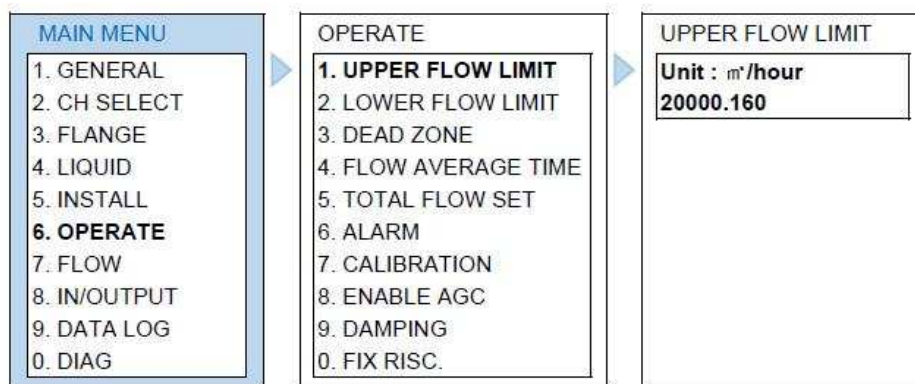 MAIN MENU
1. GENERAL
2. CH SELECT
3. FLANGE
4. LIQUID
5. INSTALL
6. OPERATE
7. FLOW
8. IN/OUTPUT
9. DATA LOG
0. DIAG
OPERATE
1. UPPER FLOW LIMIT
2. LOWER FLOW LIMIT
3. DEAD ZONE
4. FLOW AVERAGE TIME
5. TOTAL FLOW SET
6. ALARM
7. CALIBRATION
8. ENABLE AGC
9. DAMPING
0. FIX RISC.
UPPER FLOW LIMIT
Unit : ㎥/hour
20000.160